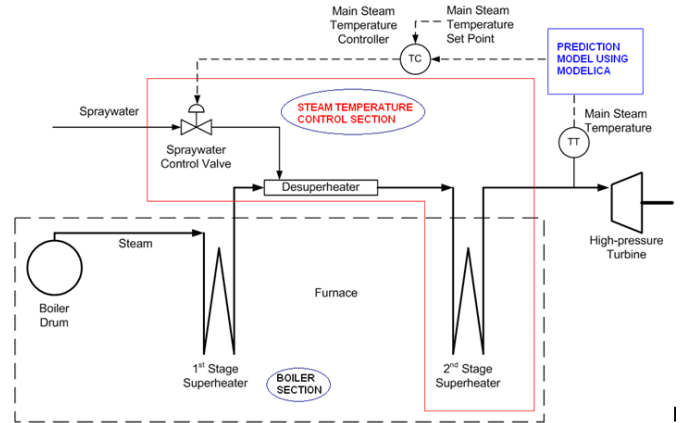 Main Steam
Temperature
Controller
Main Steam
Temperature
Set Point
TC
PREDICTION
MODEL USING
MODELICA
STEAM TEMPERATURE
CONTROL SECTION
Spraywater
Spraywater
Control Valve
Main Steam
Temperature
TT
Desuperheater
High-pressure
Turbine
Steam
Boiler
Drum
Furnace
1st Stage
Superheater
BOILER
SECTION
2nd Stage
Superheater